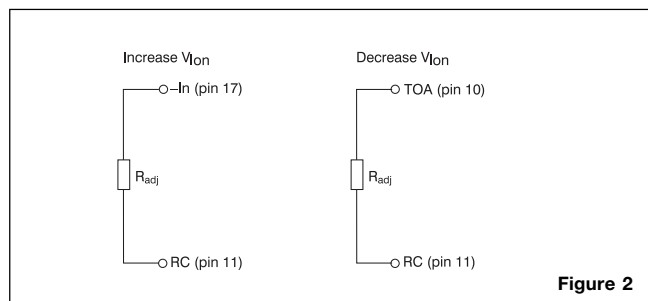 Increase VIon
–In (pin 17)
Radj
RC (pin 11)
Decrease VIon
TOA (pin 10)
Radj
RC (pin 11)
Figure 2